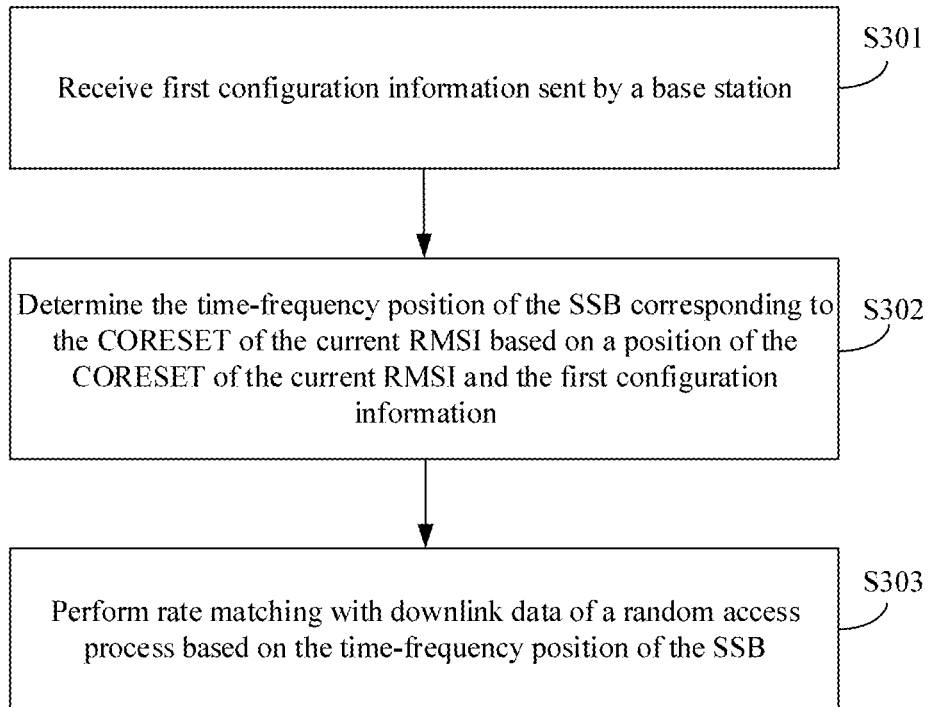 S301
Receive first configuration information sent by a base station
S302
Determine the time-frequency position of the SSB corresponding to
the CORESET of the current RMSI based on a position of the
CORESET of the current RMSI and the first configuration
information
S303
Perform rate matching with downlink data of a random access
process based on the time-frequency position of the SSB